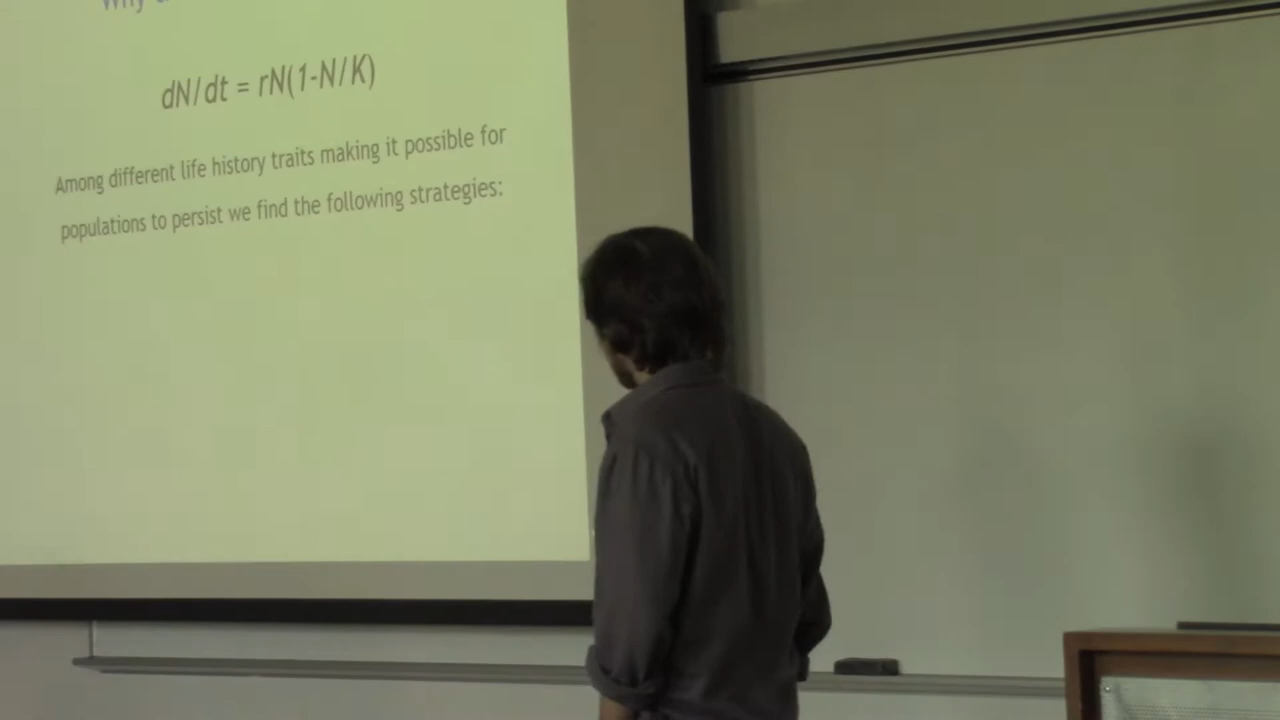 Why
dN/dt = rN(1-N/K)
Among different life history traits making it possible for
populations to persist we find the following strategies: